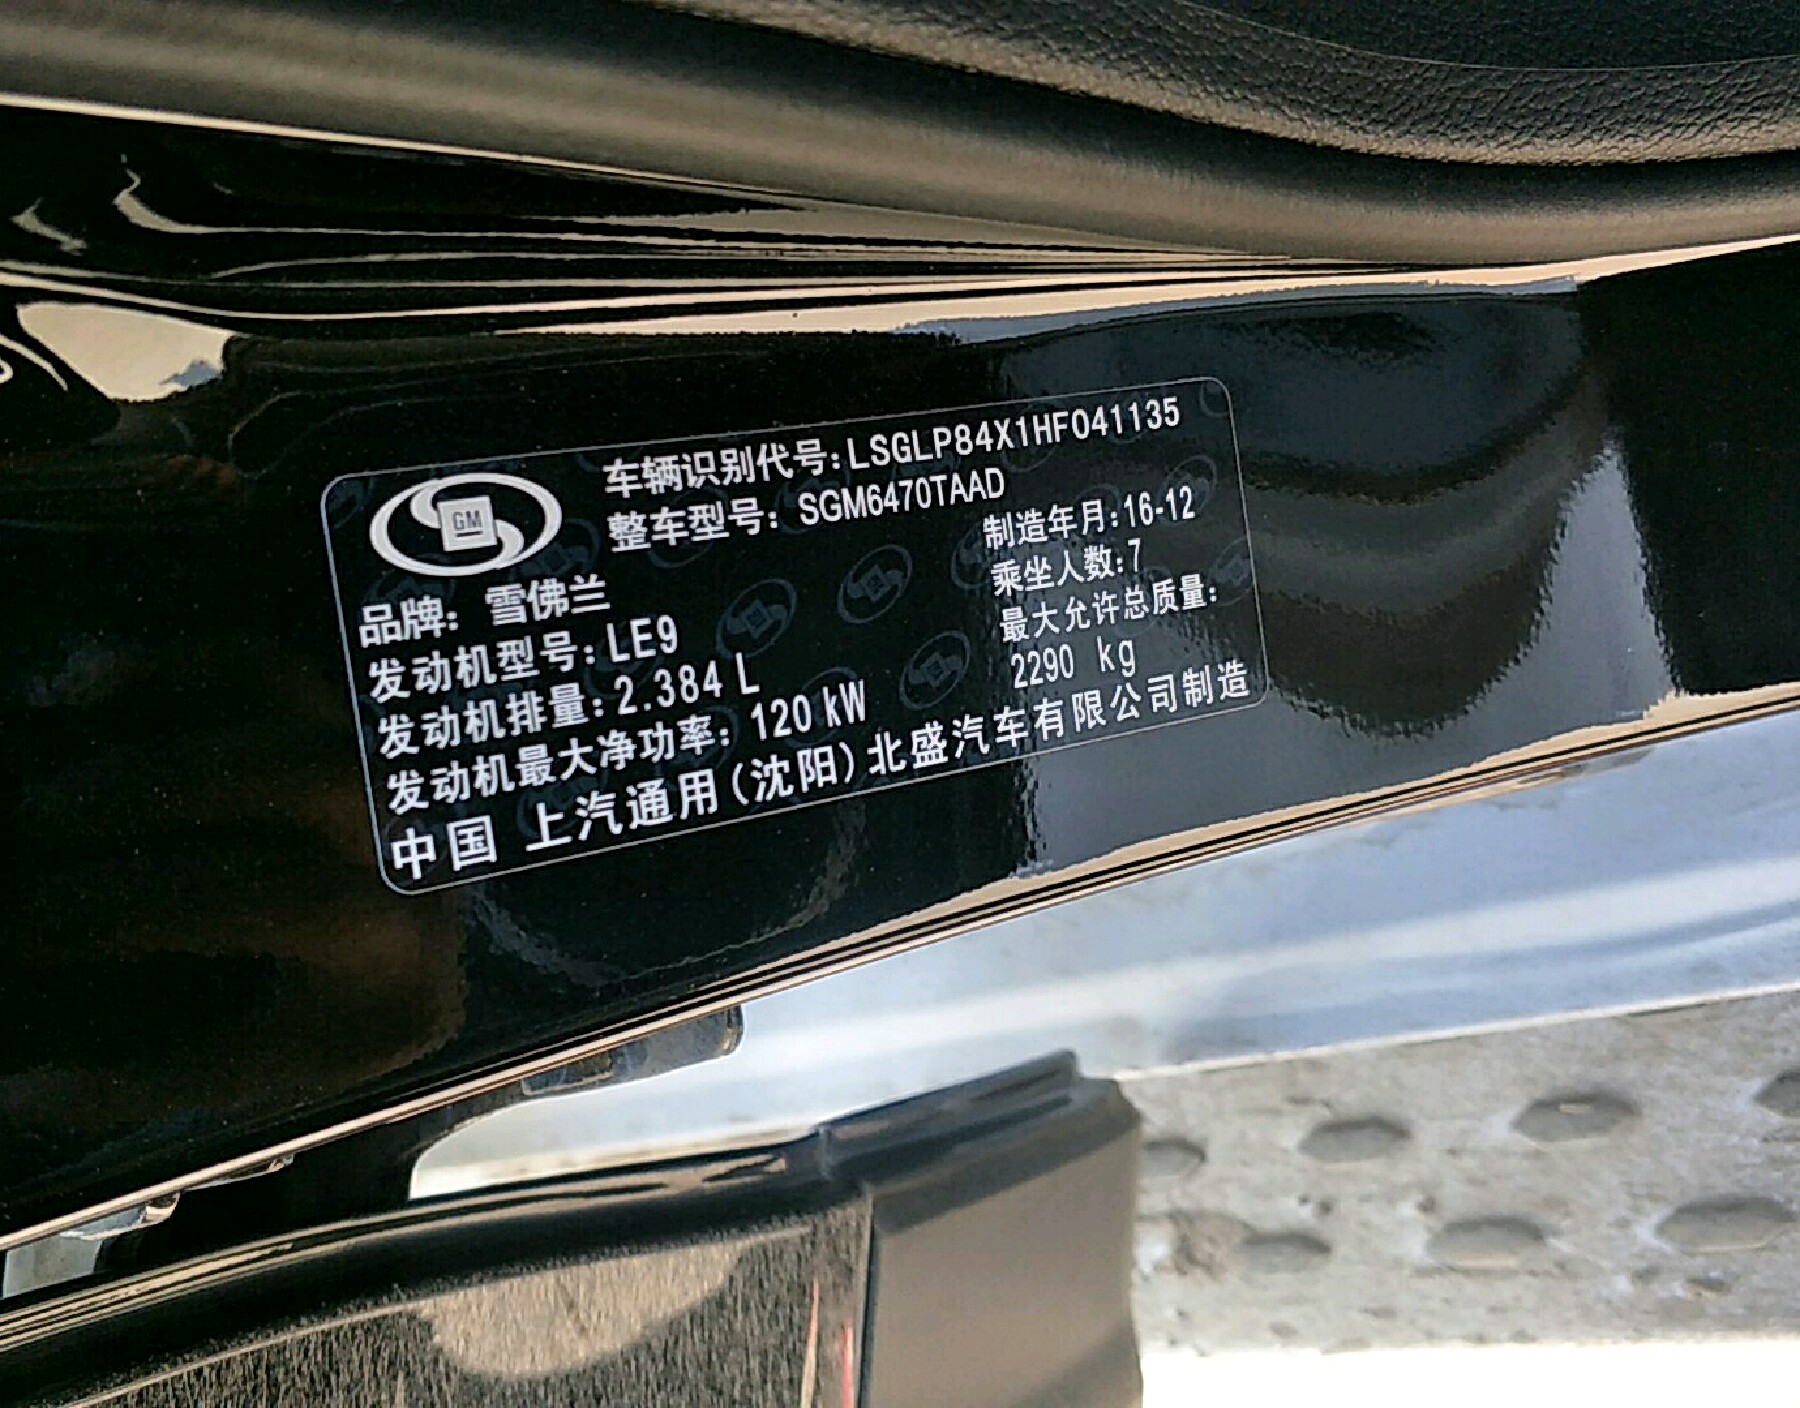 车辆识别代号:LSGLP84X1HF041135
整车型号: SGM6470TAAD
GM
制造年月:16-12
品牌: 雪佛兰
乘坐人数:7
发动机型号:LE9
最大允许总质量:
发动机排量:2.384 L
2290 kg
发动机最大净功率: 120 kW
中国 上汽通用(沈阳)北盛汽车有限公司制造